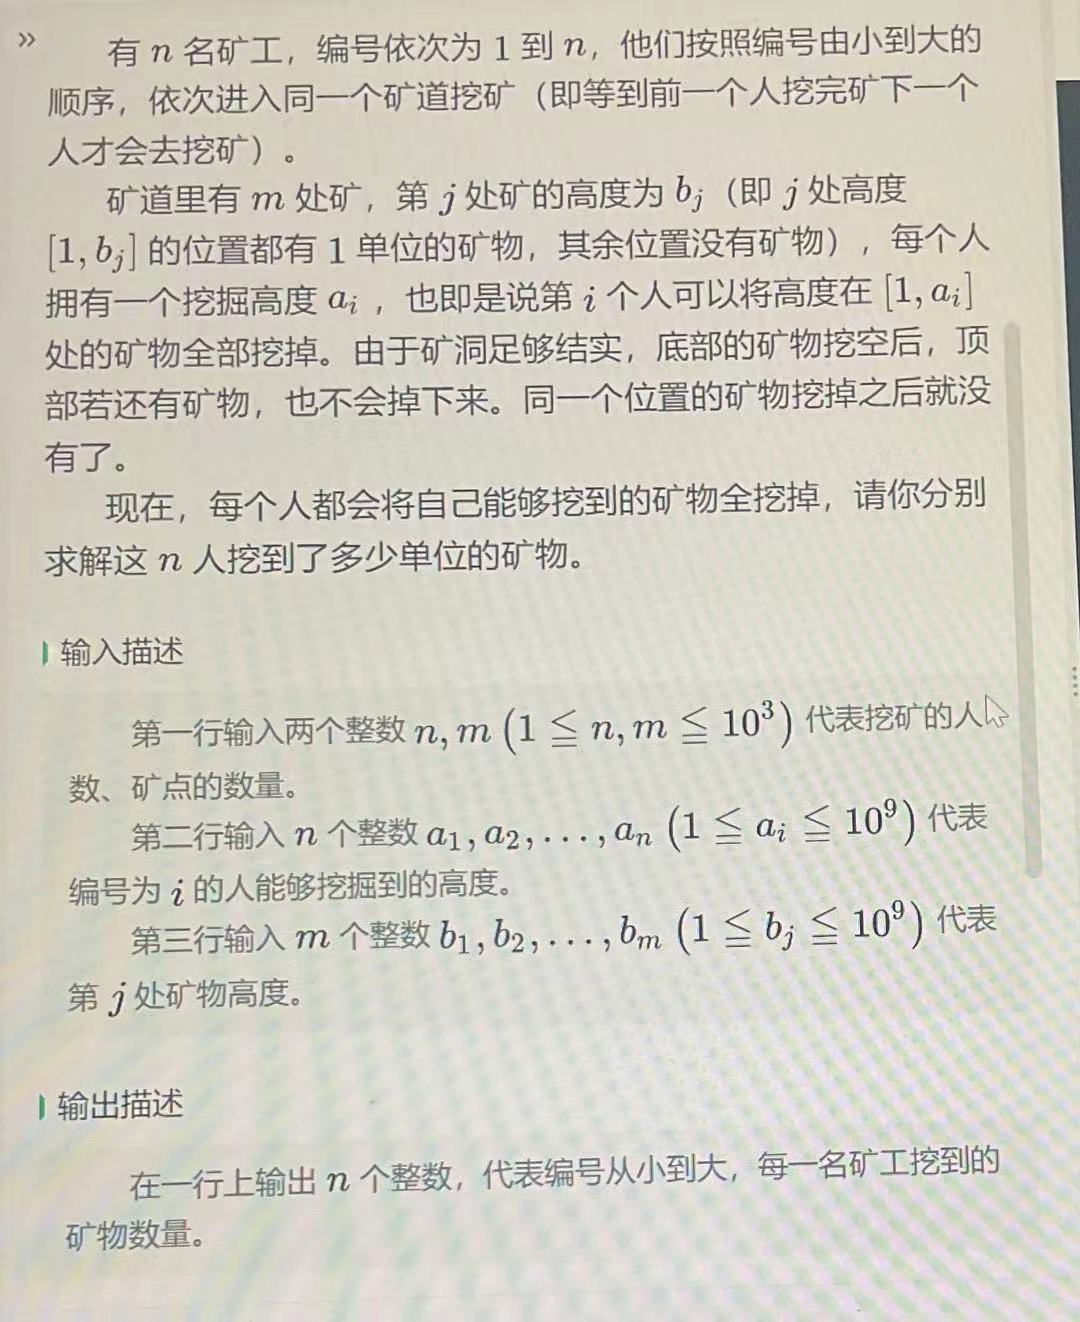 »
有 n 名矿工，编号依次为 1 到 n，他们按照编号由小到大的
顺序，依次进入同一个矿道挖矿（即等到前一个人挖完矿下一个
人才会去挖矿）。
矿道里有 m 处矿，第 j 处矿的高度为 b_j（即 j 处高度
[1, b_j] 的位置都有 1 单位的矿物，其余位置没有矿物），每个人
拥有一个挖掘高度 a_i ，也即是说第 i 个人可以将高度在 [1, a_i]
处的矿物全部挖掉。由于矿洞足够结实，底部的矿物挖空后，顶
部若还有矿物，也不会掉下来。同一个位置的矿物挖掉之后就没
有了。
现在，每个人都会将自己能够挖到的矿物全挖掉，请你分别
求解这 n 人挖到了多少单位的矿物。
输入描述
第一行输入两个整数 n, m (1 ≦ n, m ≦ 10³) 代表挖矿的人
数、矿点的数量。
第二行输入 n 个整数 a_1, a_2, . . . , a_n (1 ≦ a_i ≦ 10⁹) 代表
编号为 i 的人能够挖掘到的高度。
第三行输入 m 个整数 b_1, b_2, . . . , b_m (1 ≦ b_j ≦ 10⁹) 代表
第 j 处矿物高度。
输出描述
在一行上输出 n 个整数，代表编号从小到大，每一名矿工挖到的
矿物数量。